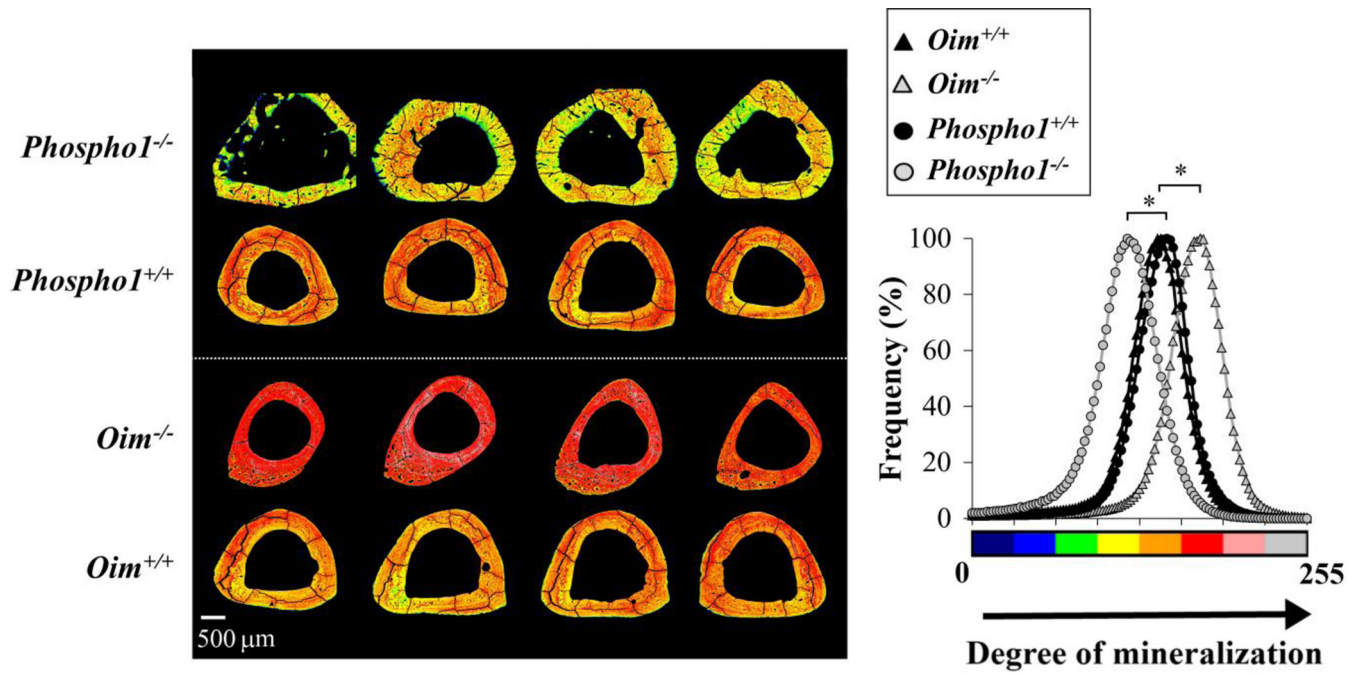 Phospho1-/-
Phospho1+/+
Oim-/-
Oim+/+
500 μm
Oim+/+
Oim-/-
Phospho1+/+
Phospho1-/-
*
*
Frequency (%)
100
80
60
40
20
0
0
255
Degree of mineralization